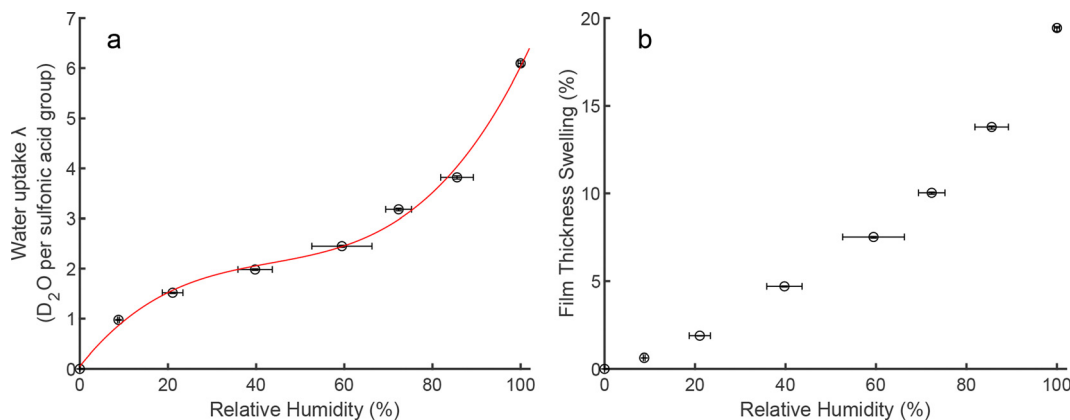 a
7
6
5
4
3
2
1
0
Water uptake λ
(D₂O per sulfonic acid group)
0 20 40 60 80 100
Relative Humidity (%)
b
20
15
10
5
0
Film Thickness Swelling (%)
0 20 40 60 80 100
Relative Humidity (%)